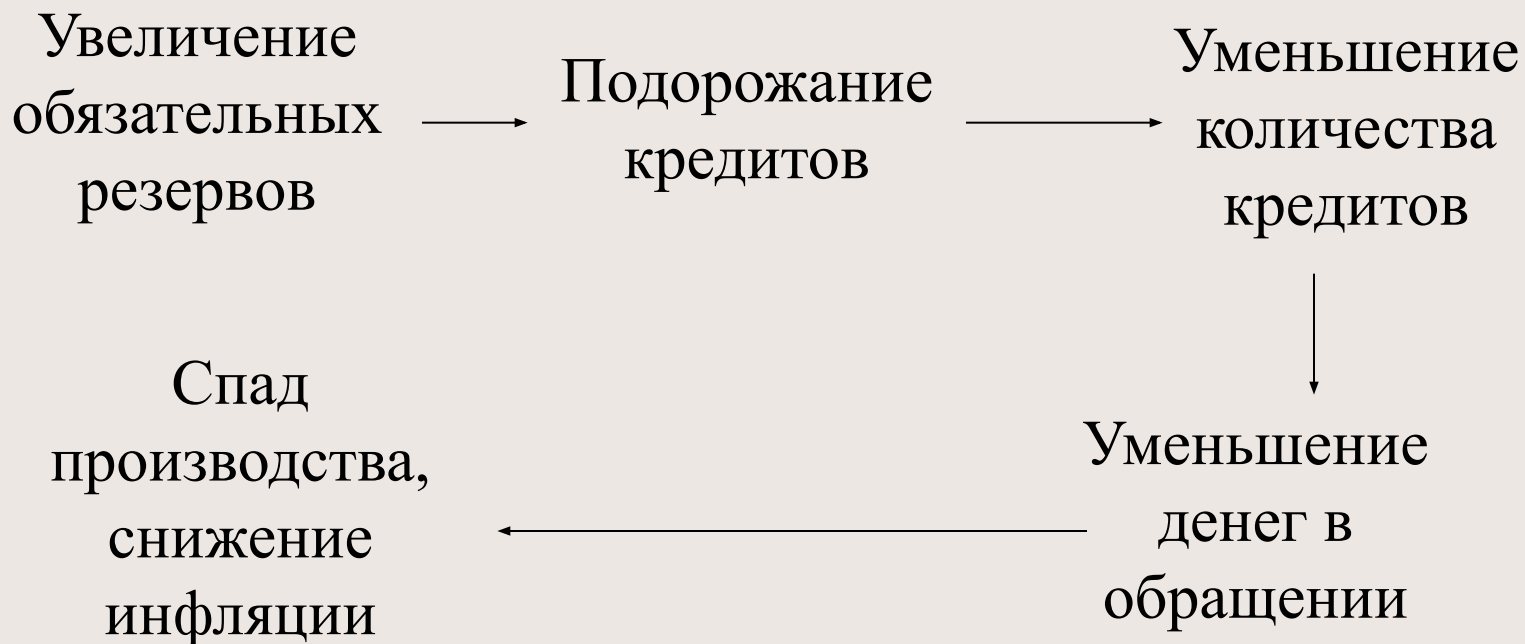 Увеличение
обязательных
резервов
Подорожание
кредитов
Уменьшение
количества
кредитов
Уменьшение
денег в
обращении
Спад
производства,
снижение
инфляции